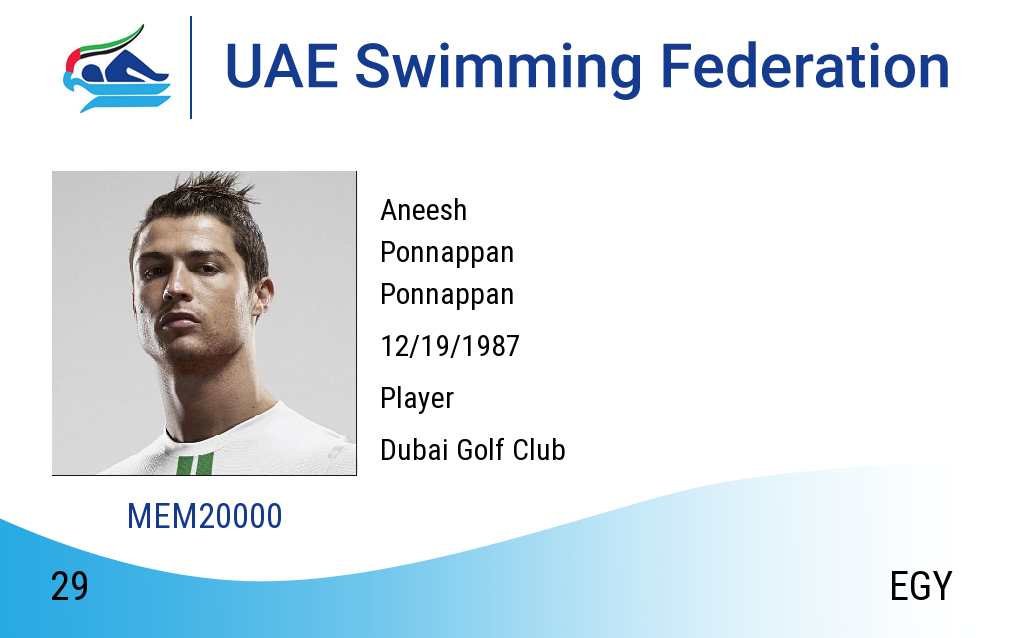 UAE Swimming Federation
Aneesh
Ponnappan
Ponnappan
12/19/1987
Player
Dubai Golf Club
MEM20000
29
EGY